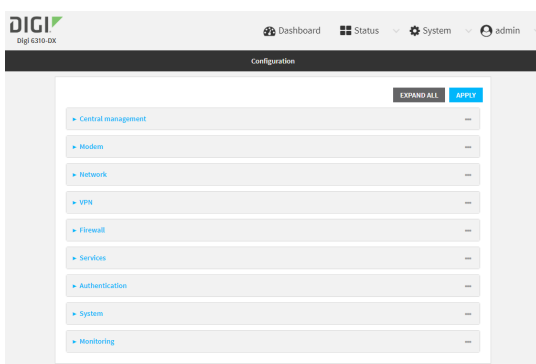 DIGI
Digi 6310-DX
Dashboard Status System admin
Configuration
EXPAND ALL APPLY
Central management
Modem
Network
VPN
Firewall
Services
Authentication
System
Monitoring